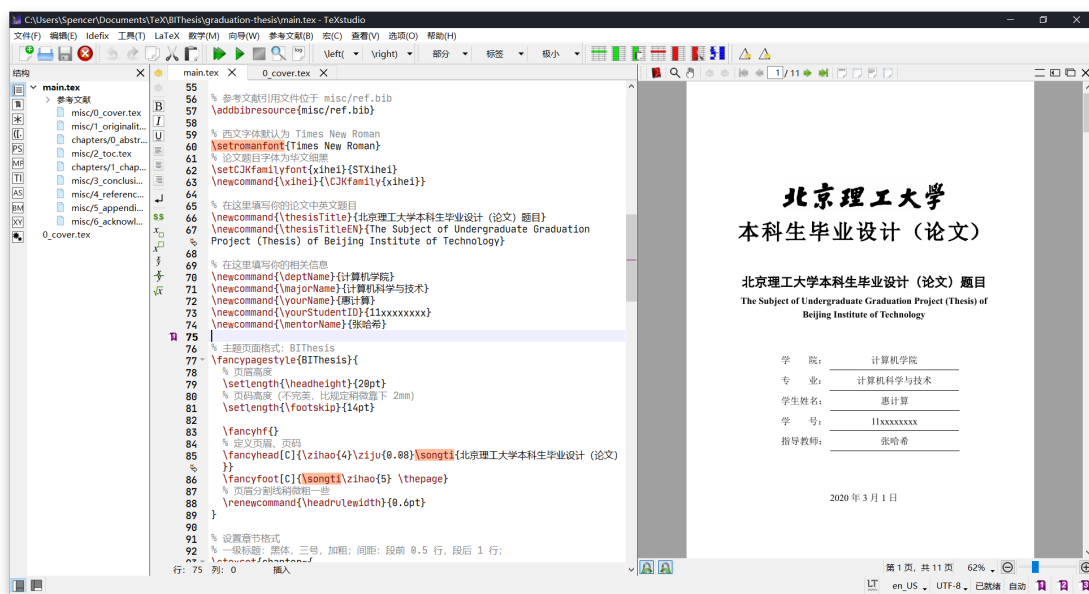 C:\Users\Spencer\Documents\TeX\BIThesis\graduation-thesis\main.tex - TeXstudio
文件(F) 编辑(E) Idefix 工具(T) LaTeX 数学(M) 向导(W) 参考文献(B) 宏(C) 查看(V) 选项(O) 帮助(H)
\left( \right) 部分 标签 极小
1 / 11
结构
main.tex
参考文献
misc/0_cover.tex
misc/1_originalit...
chapters/0_abstr...
misc/2_toc.tex
chapters/1_chap...
misc/3_conclusi...
misc/4_referenc...
misc/5_appendi...
misc/6_acknowl...
0_cover.tex
main.tex 0_cover.tex
55
56 % 参考文献引用文件位于 misc/ref.bib
57 \addbibresource{misc/ref.bib}
58
59 % 西文字体默认为 Times New Roman
60 \setromanfont{Times New Roman}
61 % 论文题目字体为华文细黑
62 \setCJKfamilyfont{xihei}{STXihei}
63 \newcommand{\xihei}{\CJKfamily{xihei}}
64
65 % 在这里填写你的论文中英文题目
66 \newcommand{\thesisTitle}{北京理工大学本科生毕业设计（论文）题目}
67 \newcommand{\thesisTitleEN}{The Subject of Undergraduate Graduation
Project (Thesis) of Beijing Institute of Technology}
68
69 % 在这里填写你的相关信息
70 \newcommand{\deptName}{计算机学院}
71 \newcommand{\majorName}{计算机科学与技术}
72 \newcommand{\yourName}{惠计算}
73 \newcommand{\yourStudentID}{11xxxxxxxx}
74 \newcommand{\mentorName}{张哈希}
75
76 % 主题页面格式：BIThesis
77 \fancypagestyle{BIThesis}{
78 % 页眉高度
79 \setlength{\headheight}{20pt}
80 % 页码高度（不完美，比规定稍微靠下 2mm）
81 \setlength{\footskip}{14pt}
82
83 \fancyhf{}
84 % 定义页眉、页码
85 \fancyhead[C]{\zihao{4}\ziju{0.08}\songti{北京理工大学本科生毕业设计（论文）
}}
86 \fancyfoot[C]{\songti\zihao{5} \thepage}
87 % 页眉分割线稍微粗一些
88 \renewcommand{\headrulewidth}{0.6pt}
89 }
90
91 % 设置章节格式
92 % 一级标题：黑体，三号，加粗；间距：段前 0.5 行，段后 1 行；
93 \ctexset{chapter={
行: 75 列: 0 插入
北京理工大学
本科生毕业设计（论文）
北京理工大学本科生毕业设计（论文）题目
The Subject of Undergraduate Graduation Project (Thesis) of
Beijing Institute of Technology
学 院： 计算机学院
专 业： 计算机科学与技术
学生姓名： 惠计算
学 号： 11xxxxxxxx
指导教师： 张哈希
2020 年 3 月 1 日
第 1 页, 共 11 页 62%
LT en_US UTF-8 已就绪 自动